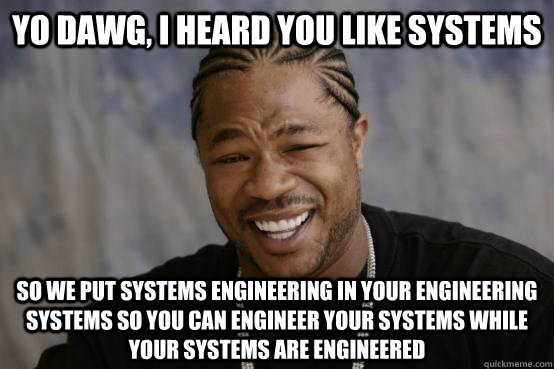 YO DAWG, I HEARD YOU LIKE SYSTEMS
SO WE PUT SYSTEMS ENGINEERING IN YOUR ENGINEERING
SYSTEMS SO YOU CAN ENGINEER YOUR SYSTEMS WHILE
YOUR SYSTEMS ARE ENGINEERED
quickmeme.com